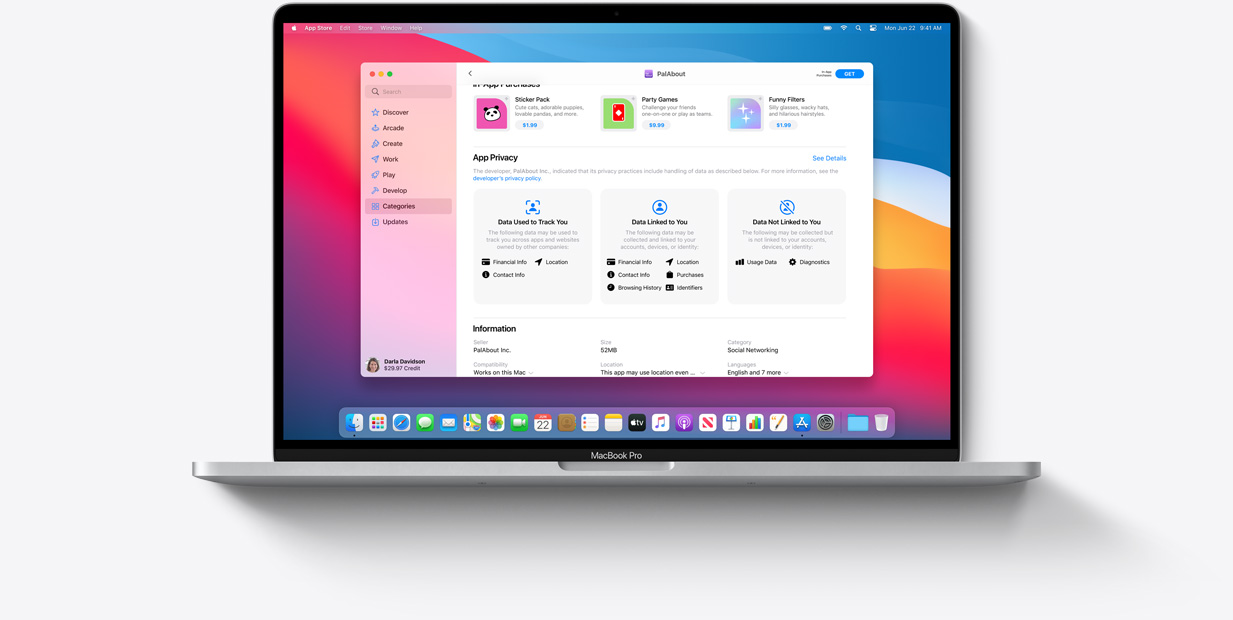 App Store Edit Store Window Help
Mon Jun 22 9:41 AM
PalAbout
In-App
Purchases
GET
Search
Discover
Arcade
Create
Work
Play
Develop
Categories
Updates
Darla Davidson
$29.97 Credit
In-App Purchases
Sticker Pack
Cute cats, adorable puppies,
lovable pandas, and more.
$1.99
Party Games
Challenge your friends
one-on-one or play as teams.
$9.99
Funny Filters
Silly glasses, wacky hats,
and hilarious hairstyles.
$1.99
App Privacy
See Details
The developer, PalAbout Inc., indicated that its privacy practices include handling of data as described below. For more information, see the
developer's privacy policy.
Data Used to Track You
The following data may be used to
track you across apps and websites
owned by other companies:
Financial Info
Location
Contact Info
Data Linked to You
The following data may be
collected and linked to your
accounts, devices, or identity:
Financial Info
Location
Contact Info
Purchases
Browsing History
Identifiers
Data Not Linked to You
The following data may be collected but
is not linked to your accounts,
devices, or identity:
Usage Data
Diagnostics
Information
Seller
PalAbout Inc.
Size
52MB
Category
Social Networking
Compatibility
Works on this Mac
Location
This app may use location even ...
Languages
English and 7 more
JUN
22
tv
MacBook Pro